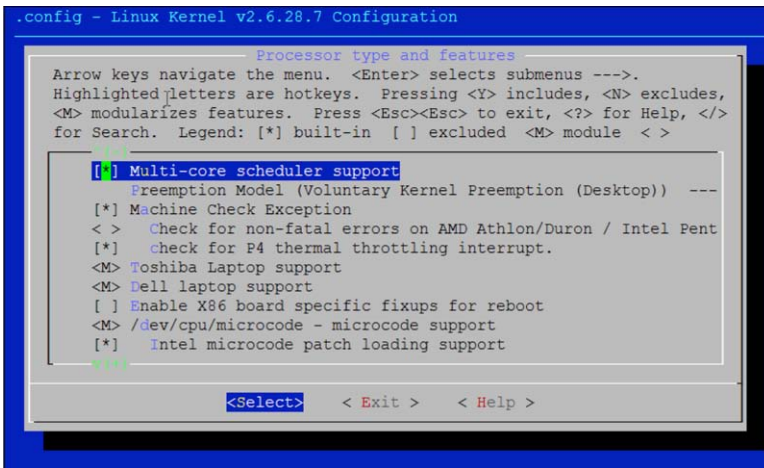 .config - Linux Kernel v2.6.28.7 Configuration
Processor type and features
Arrow keys navigate the menu. <Enter> selects submenus --->.
Highlighted letters are hotkeys. Pressing <Y> includes, <N> excludes,
<M> modularizes features. Press <Esc><Esc> to exit, <?> for Help, </>
for Search. Legend: [*] built-in [ ] excluded <M> module < >
[*] Multi-core scheduler support
Preemption Model (Voluntary Kernel Preemption (Desktop)) ---
[*] Machine Check Exception
< > Check for non-fatal errors on AMD Athlon/Duron / Intel Pent
[*] check for P4 thermal throttling interrupt.
<M> Toshiba Laptop support
<M> Dell laptop support
[ ] Enable X86 board specific fixups for reboot
<M> /dev/cpu/microcode - microcode support
[*] Intel microcode patch loading support
<Select> < Exit > < Help >